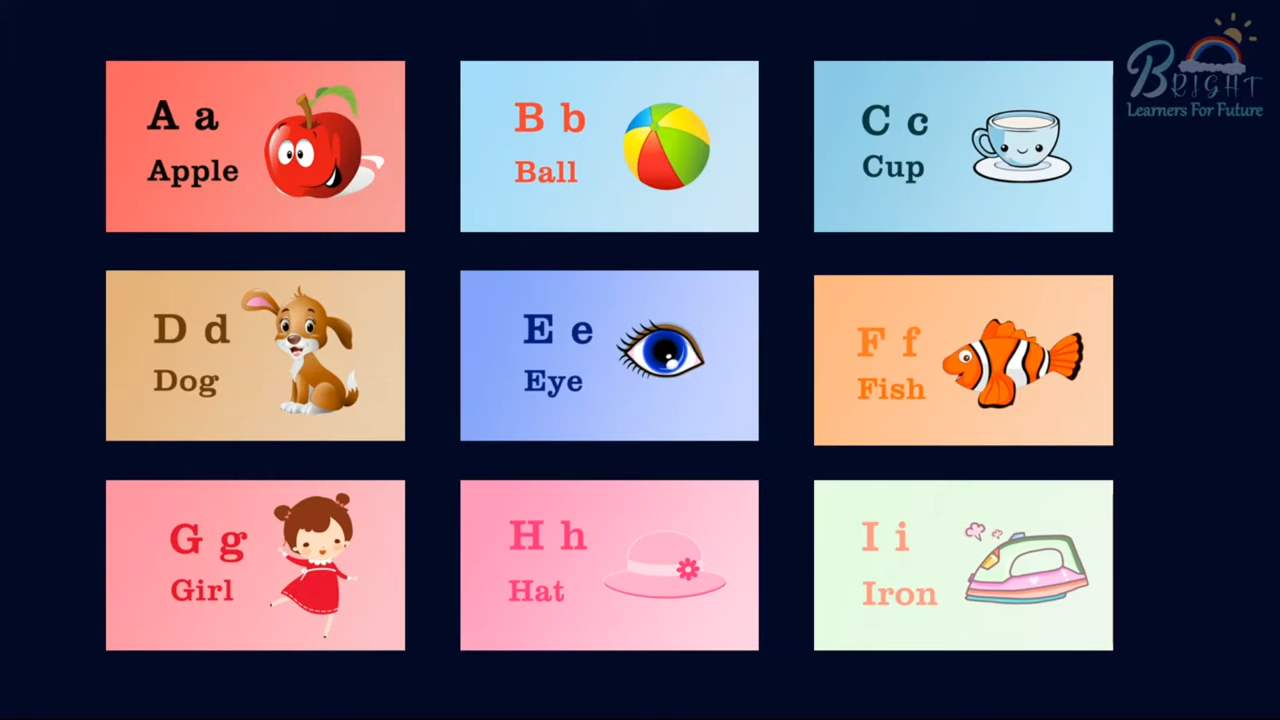 BRIGHT
Learners For Future
A a
Apple
B b
Ball
C c
Cup
D d
Dog
E e
Eye
F f
Fish
G g
Girl
H h
Hat
I i
Iron